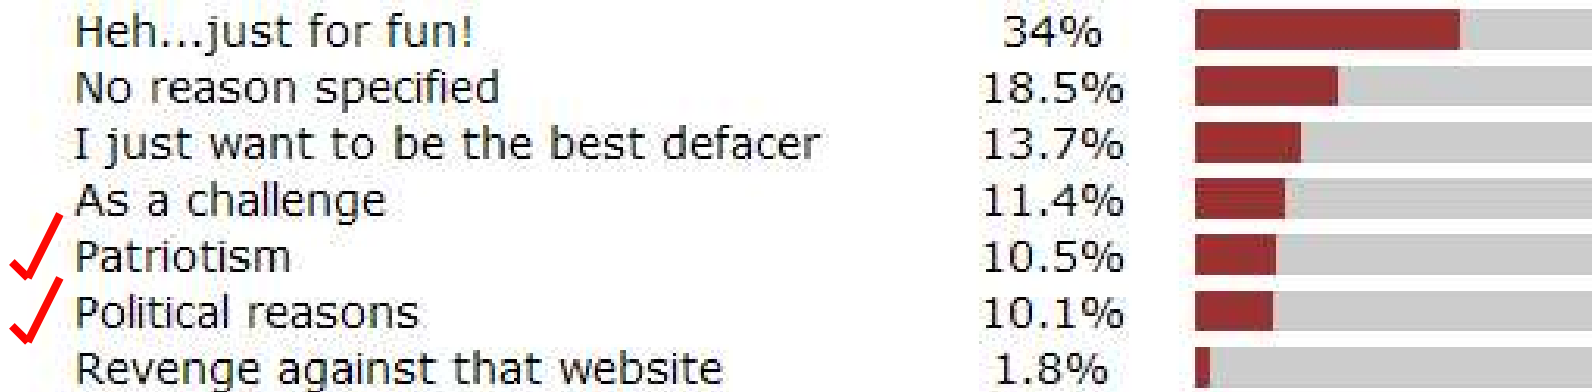 Heh...just for fun! 34%
No reason specified 18.5%
I just want to be the best defacer 13.7%
As a challenge 11.4%
Patriotism 10.5%
Political reasons 10.1%
Revenge against that website 1.8%